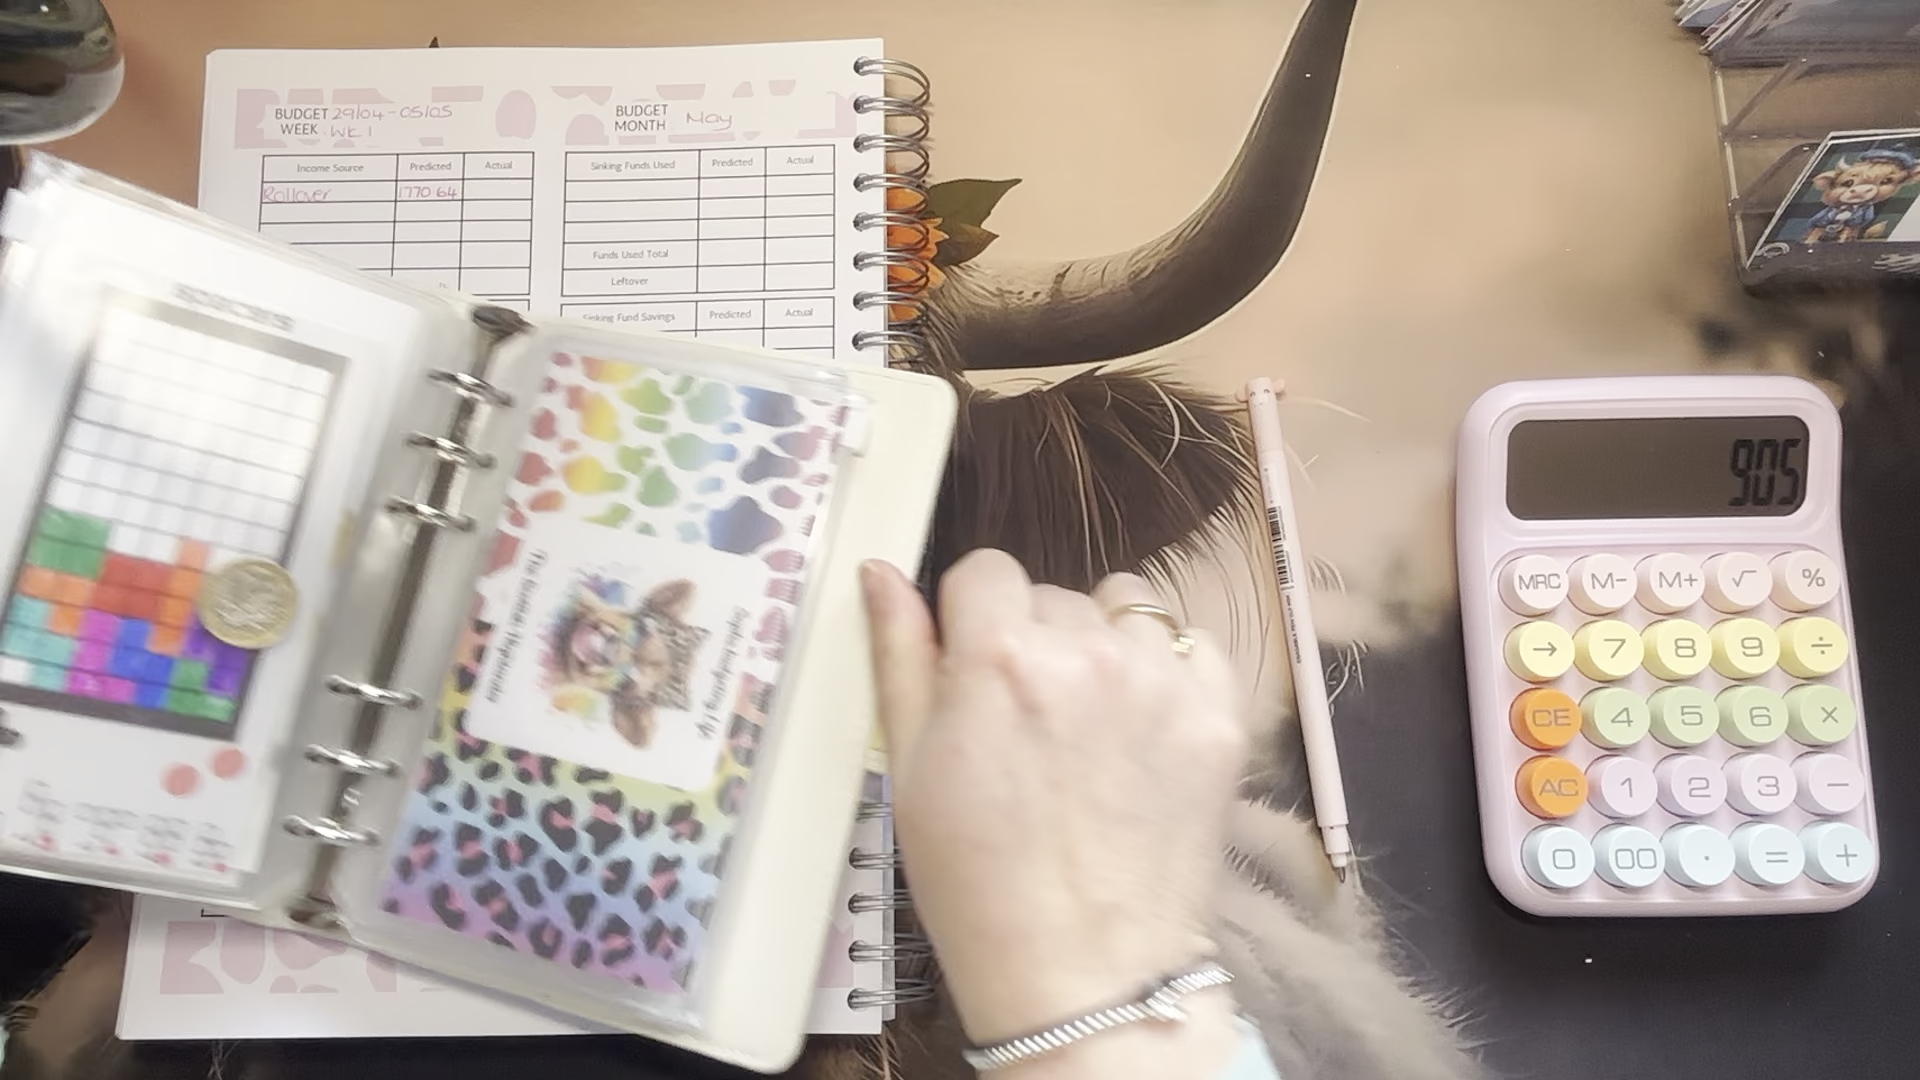 BUDGET 29/04 - 05/05
WEEK WK 1
BUDGET
MONTH May
Income Source Predicted Actual
Rollover 1770 64
Sinking Funds Used Predicted Actual
Funds Used Total
Leftover
Sinking Fund Savings Predicted Actual
905
MRC M- M+ √ %
→ 7 8 9 ÷
CE 4 5 6 ×
AC 1 2 3 −
0 00 · = +